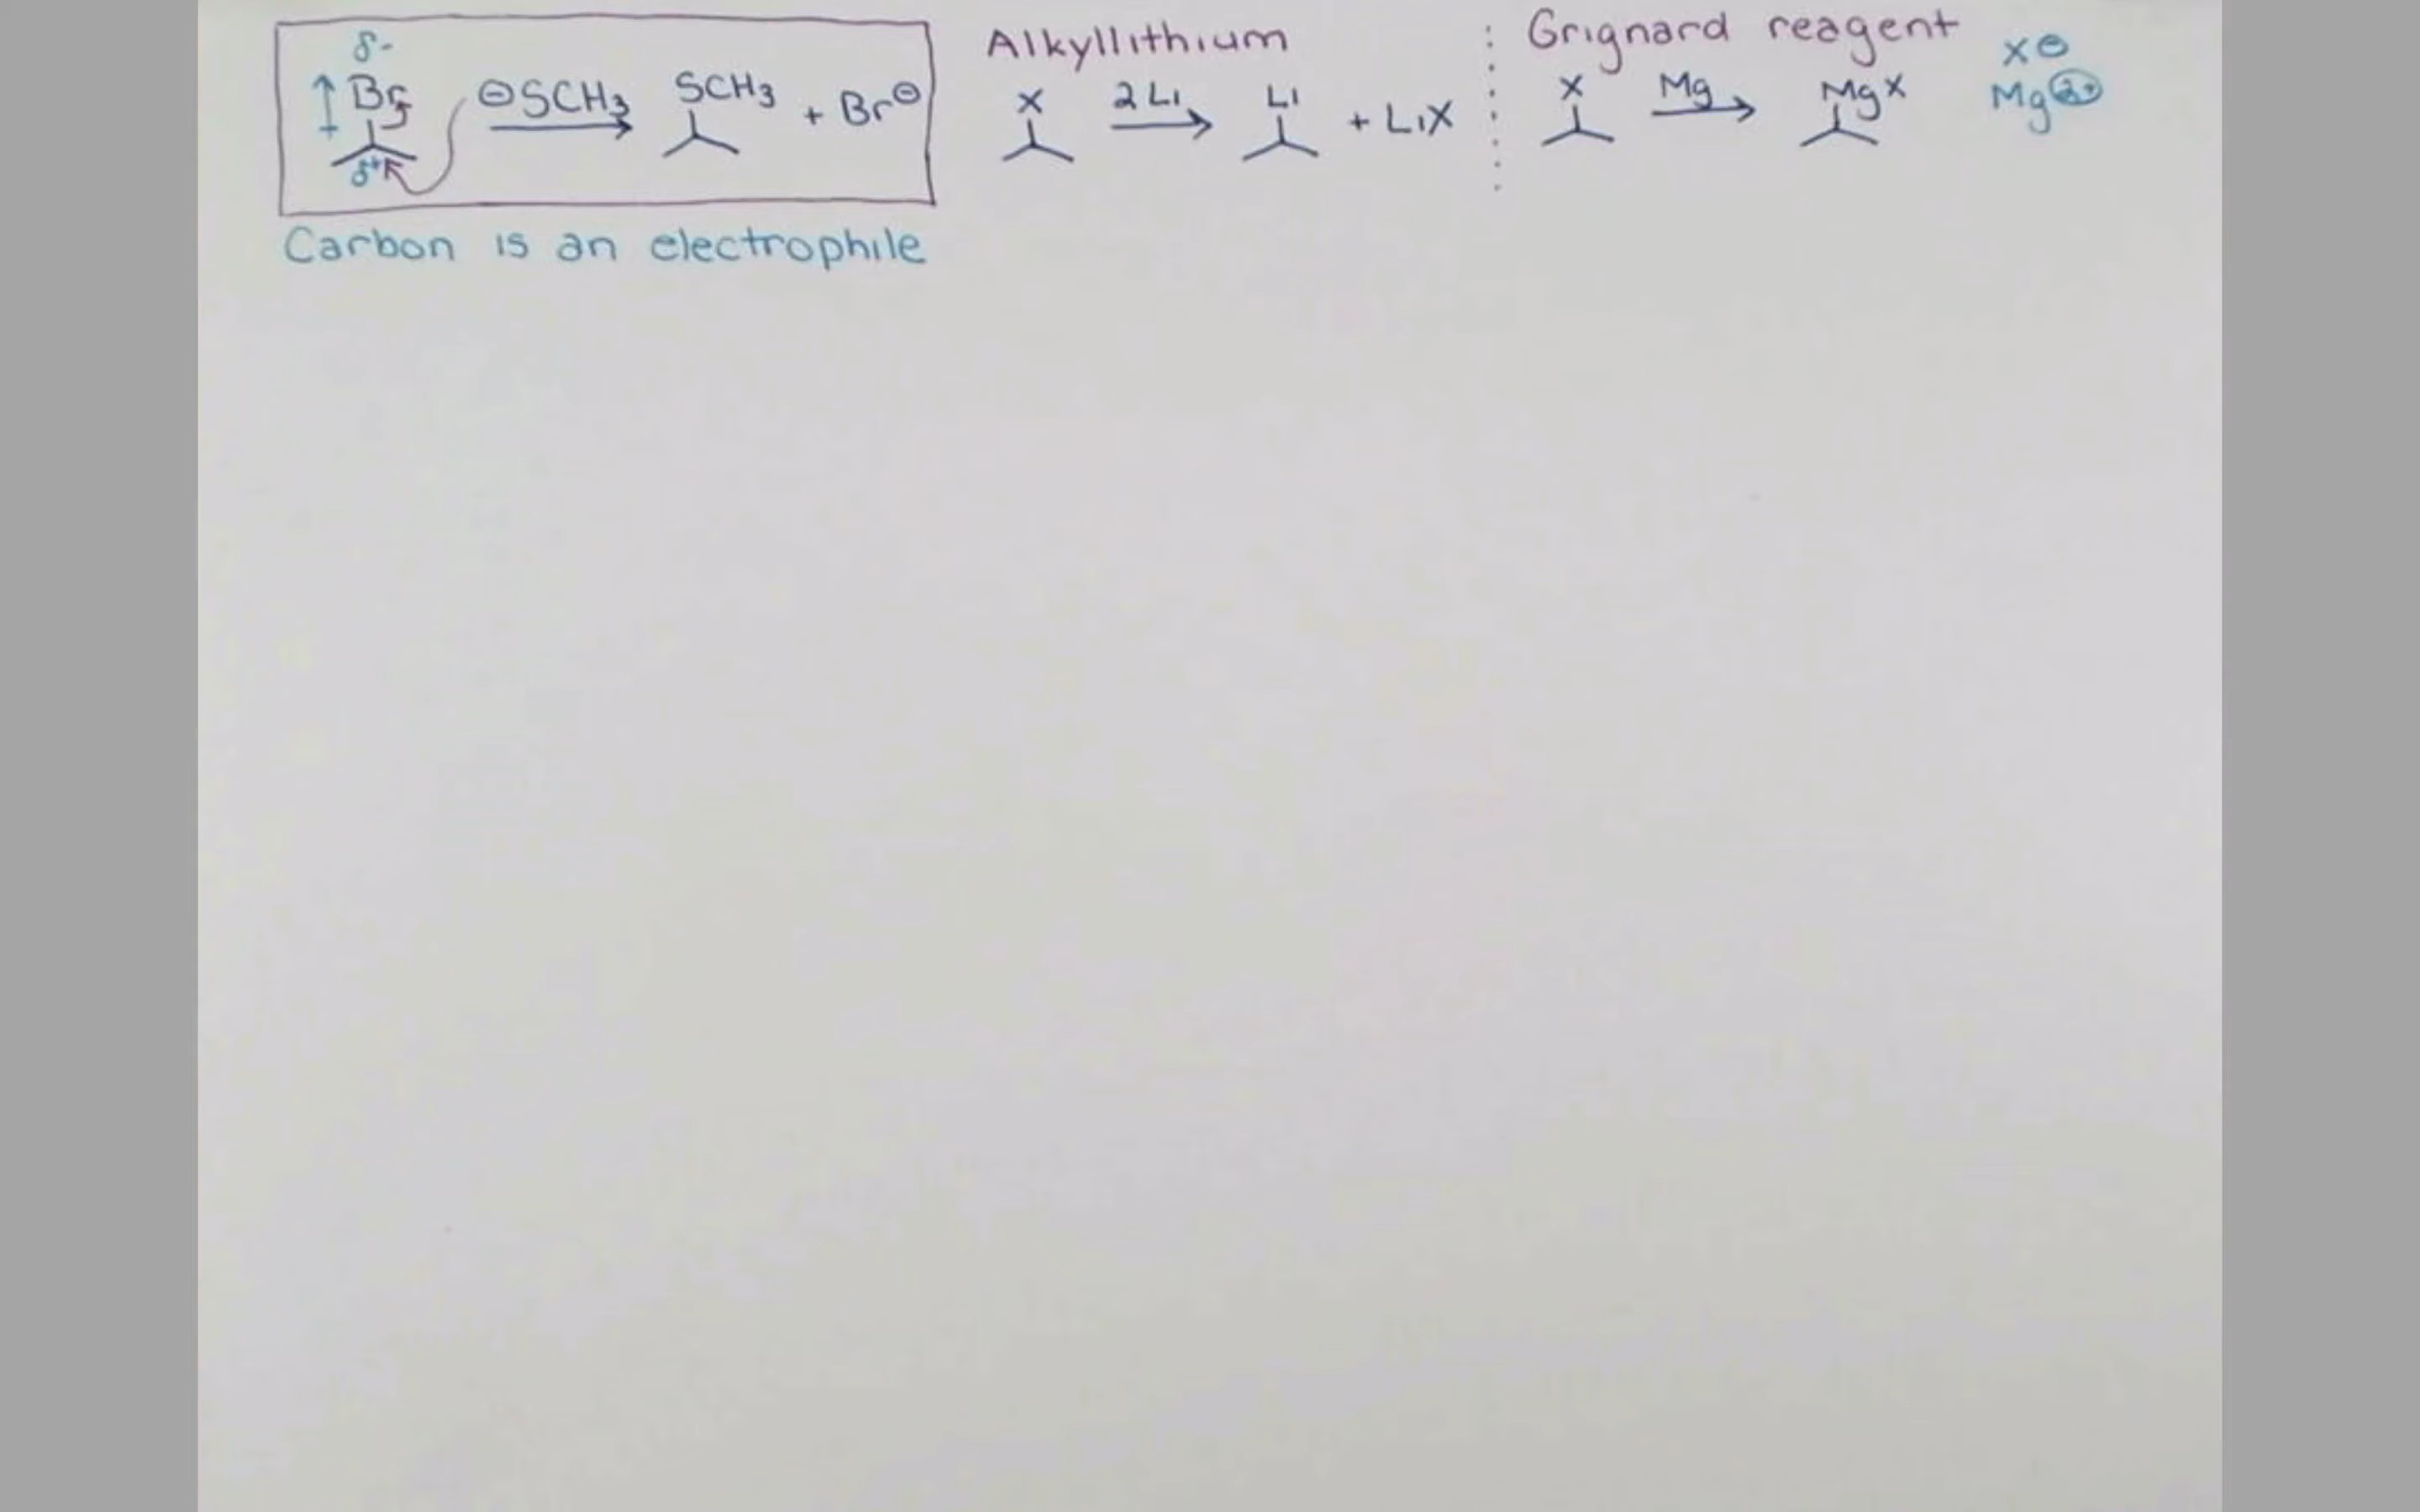 δ-
Br ⊖SCH3 SCH3 + Br⊖
δ+
Carbon is an electrophile
Alkyllithium
X 2 Li Li + LiX
Grignard reagent
X Mg MgX
X⊖
Mg2+